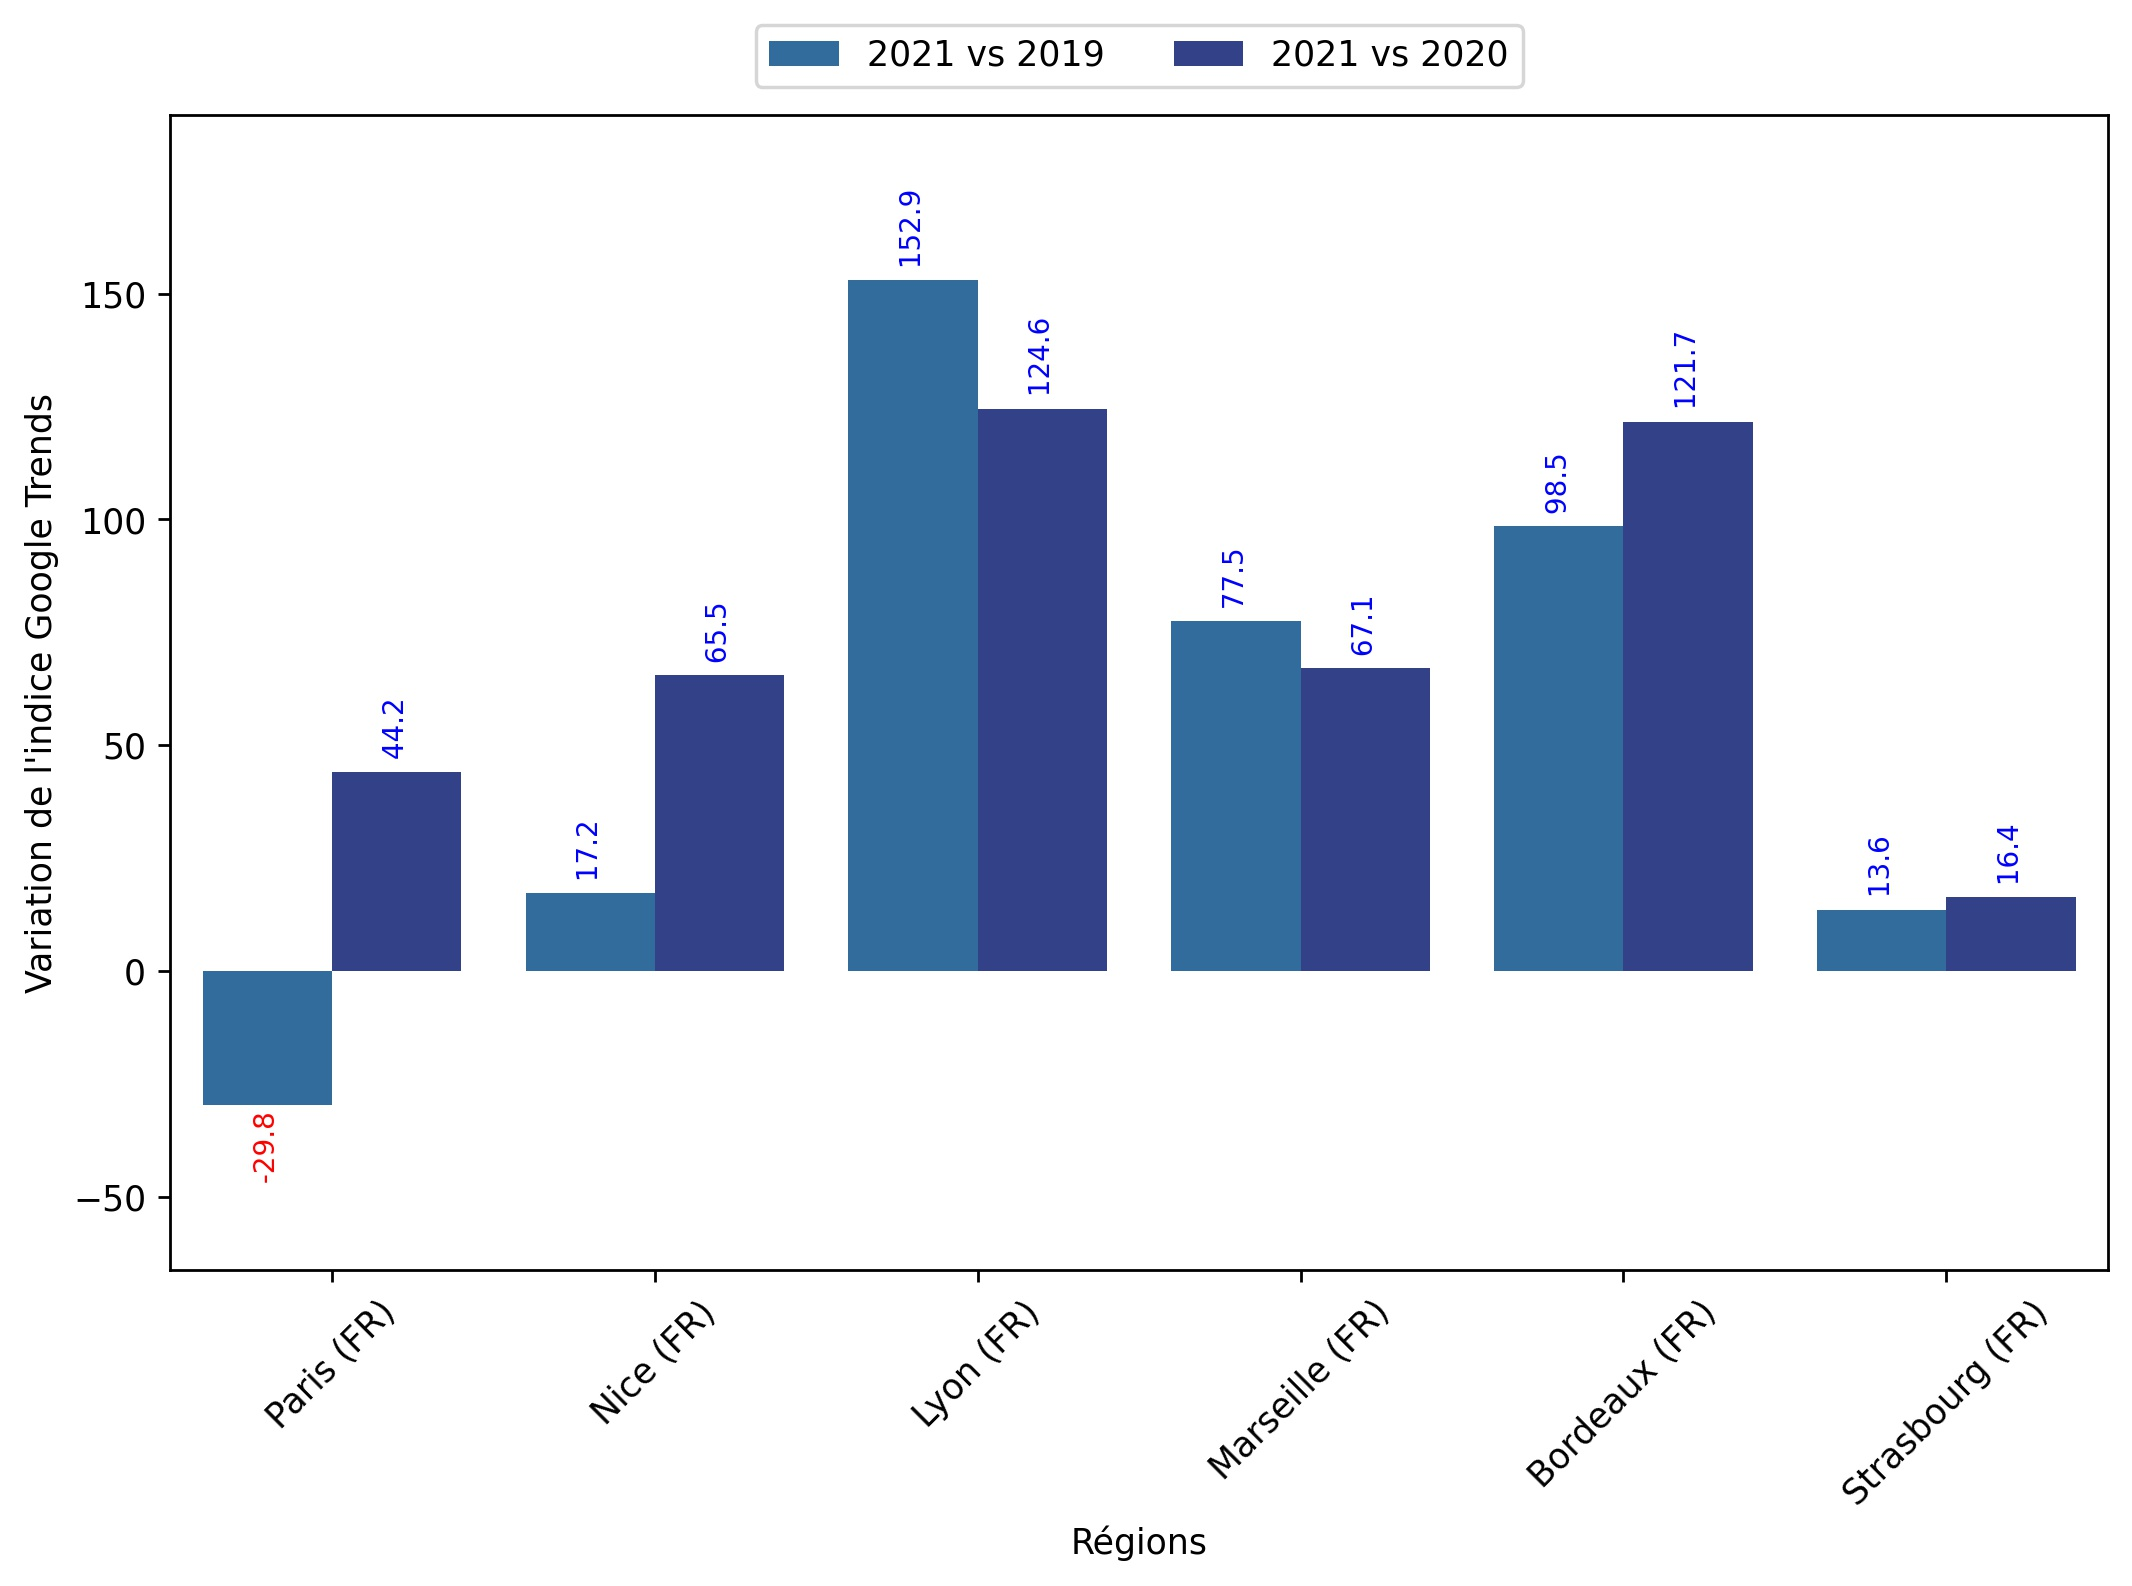 2021 vs 2019
2021 vs 2020
Variation de l'indice Google Trends
150
100
50
0
−50
-29.8
44.2
17.2
65.5
152.9
124.6
77.5
67.1
98.5
121.7
13.6
16.4
Paris (FR)
Nice (FR)
Lyon (FR)
Marseille (FR)
Bordeaux (FR)
Strasbourg (FR)
Régions